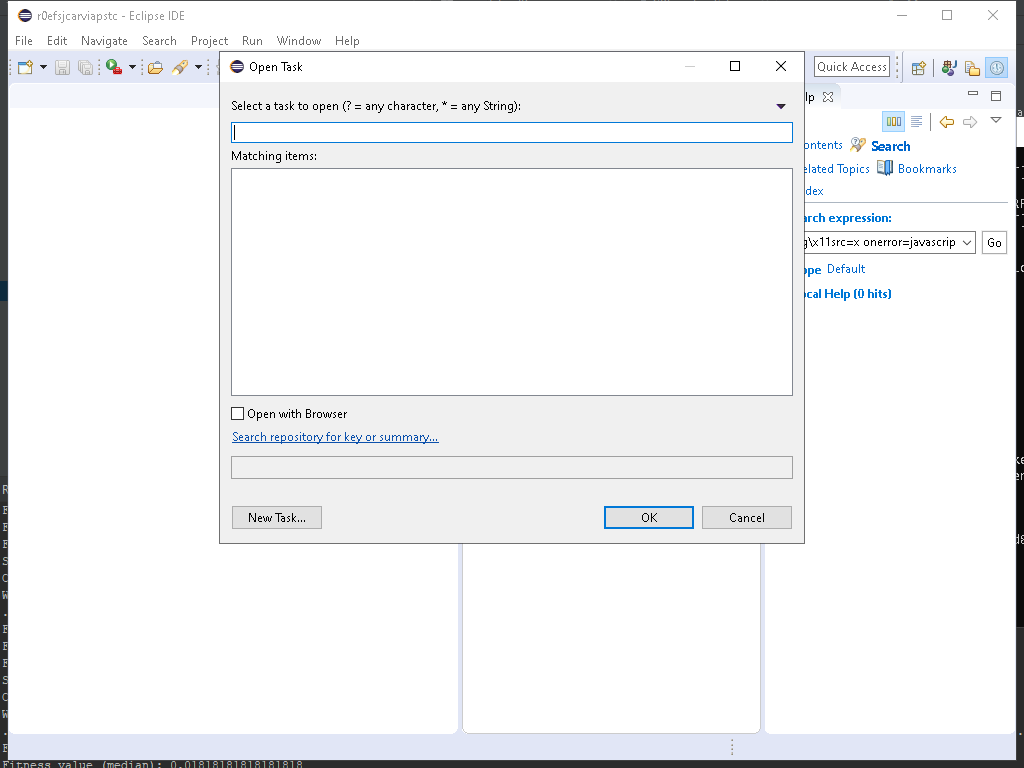 r0efsjcarviapstc - Eclipse IDE
File Edit Navigate Search Project Run Window Help
Quick Access
Open Task
Select a task to open (? = any character, * = any String):
Matching items:
Open with Browser
Search repository for key or summary...
New Task...
OK
Cancel
lp
ontents
Search
elated Topics
Bookmarks
dex
arch expression:
g\x11src=x onerror=javascrip
Go
ope Default
ocal Help (0 hits)
Fitness value (median): 0.01818181818181818